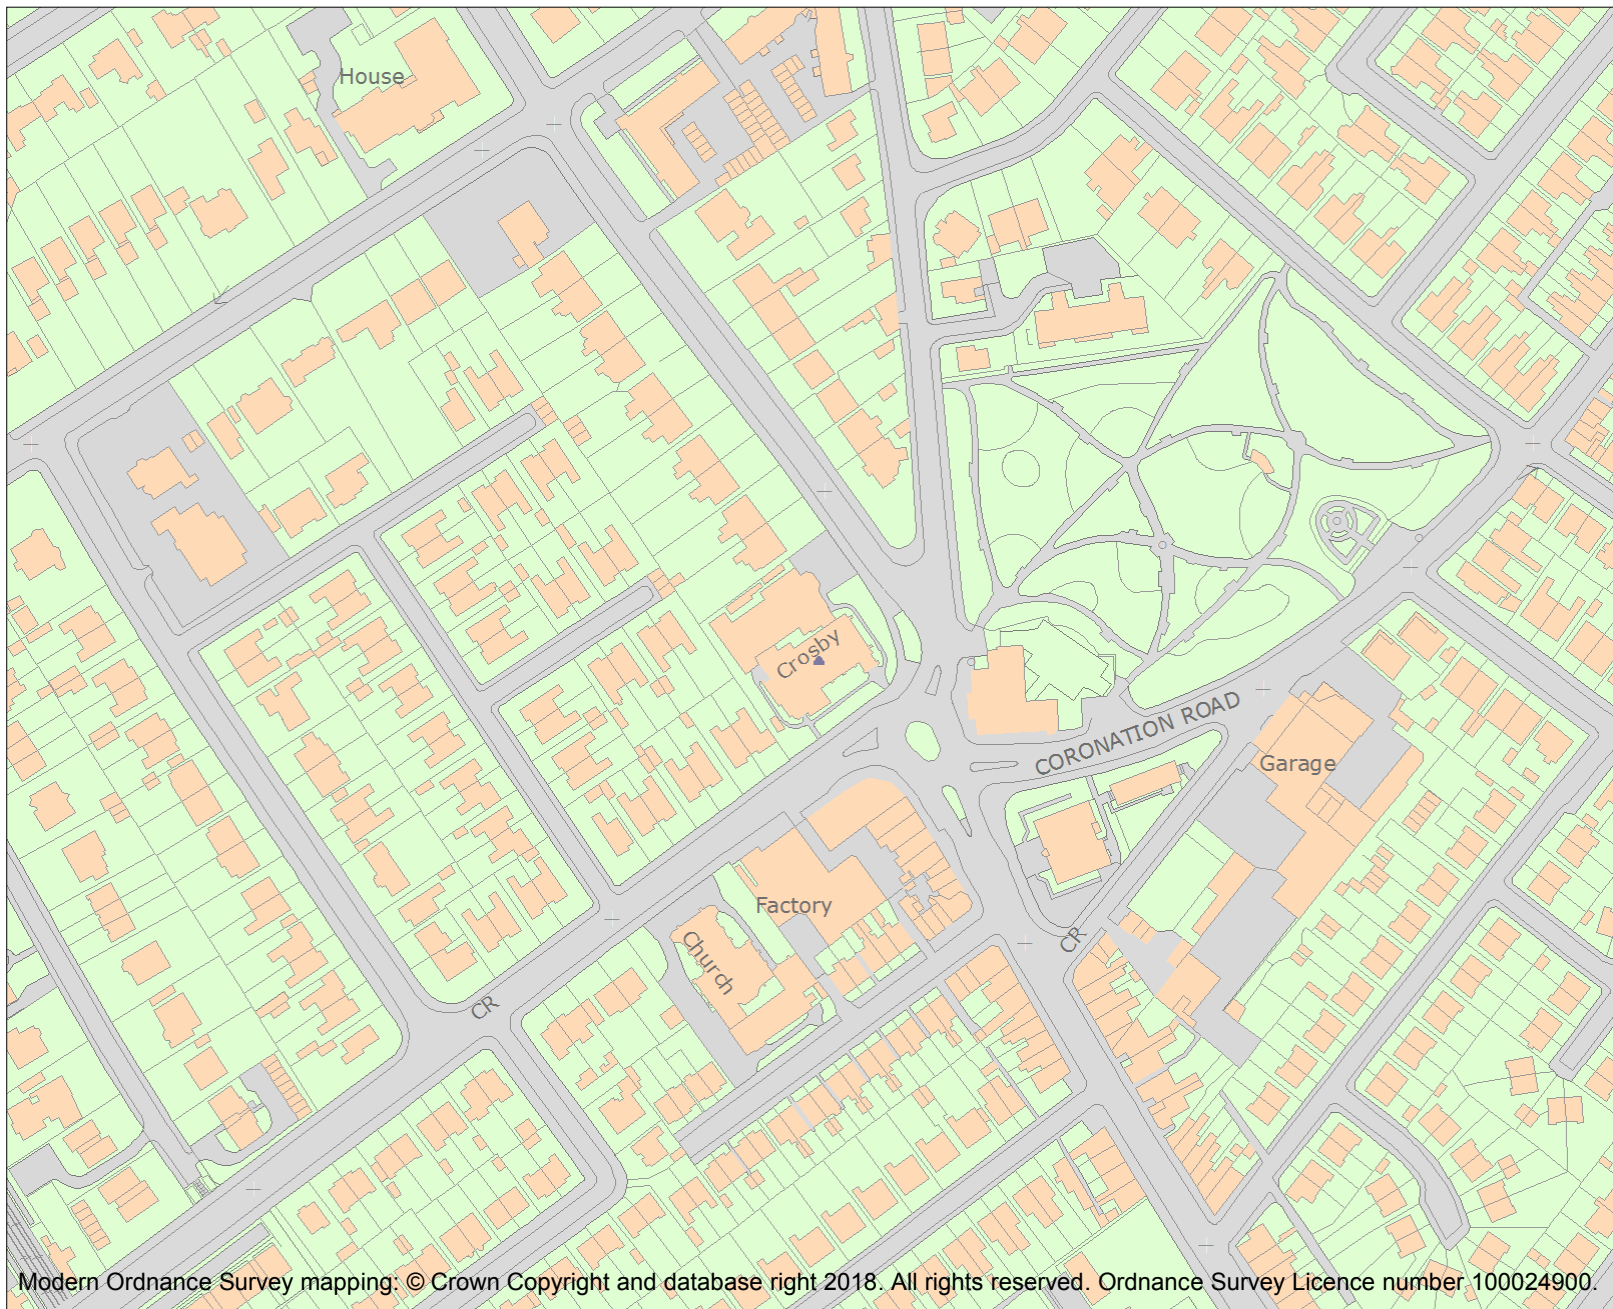 House
Crosby
CORONATION ROAD
Garage
Factory
Church
CR
CR
Modern Ordnance Survey mapping: © Crown Copyright and database right 2018. All rights reserved. Ordnance Survey Licence number 100024900.